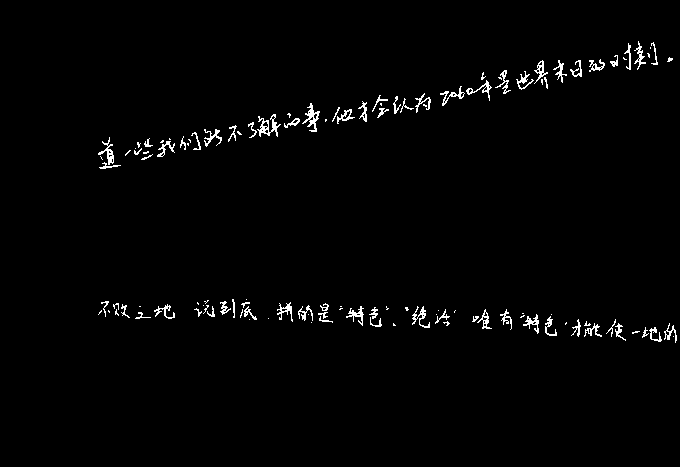 道一些我们所不了解的事,他才会认为2060年是世界末日的时刻。
不败之地 说到底,拼的是“特色”、“绝活” 唯有“特色”才能使一地的